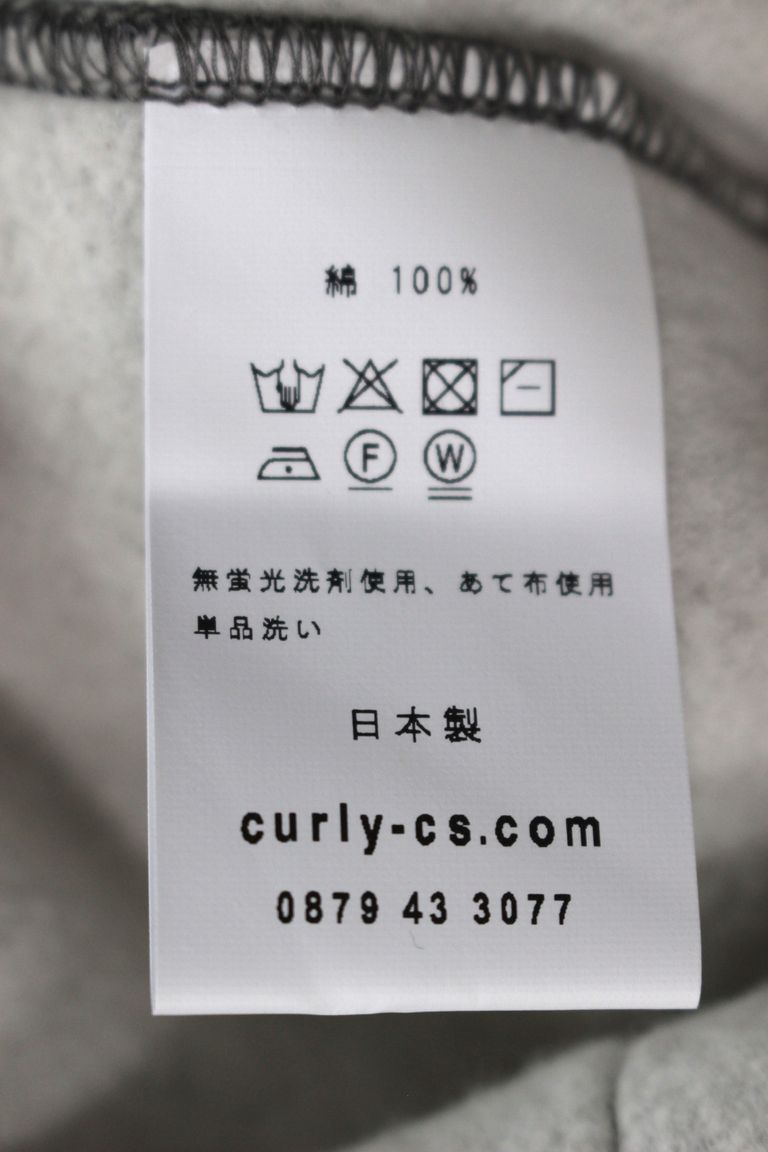 綿 100%
F W
無蛍光洗剤使用、あて布使用
単品洗い
日本製
curly-cs.com
0879 43 3077